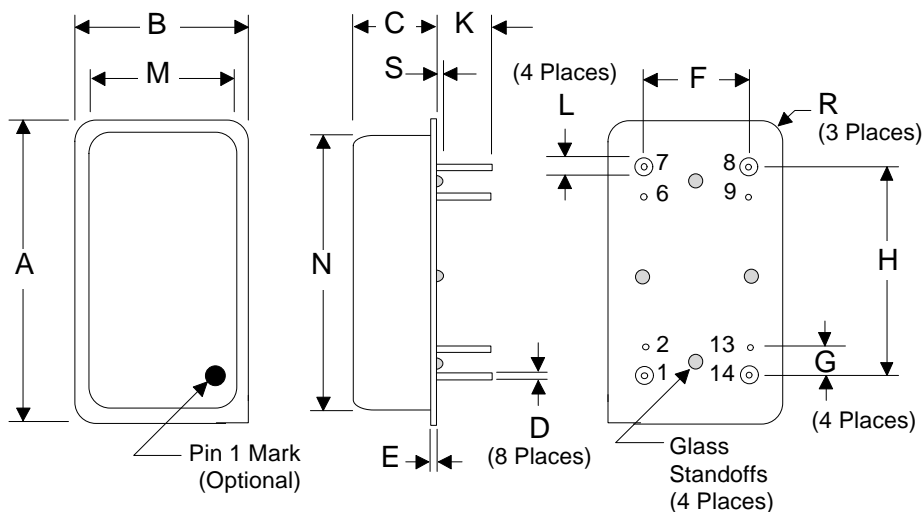 B
C
K
M
S
(4 Places)
F
L
R
(3 Places)
7
8
6
9
A
N
H
2
13
G
1
14
(4 Places)
D
(8 Places)
E
Pin 1 Mark
(Optional)
Glass
Standoffs
(4 Places)